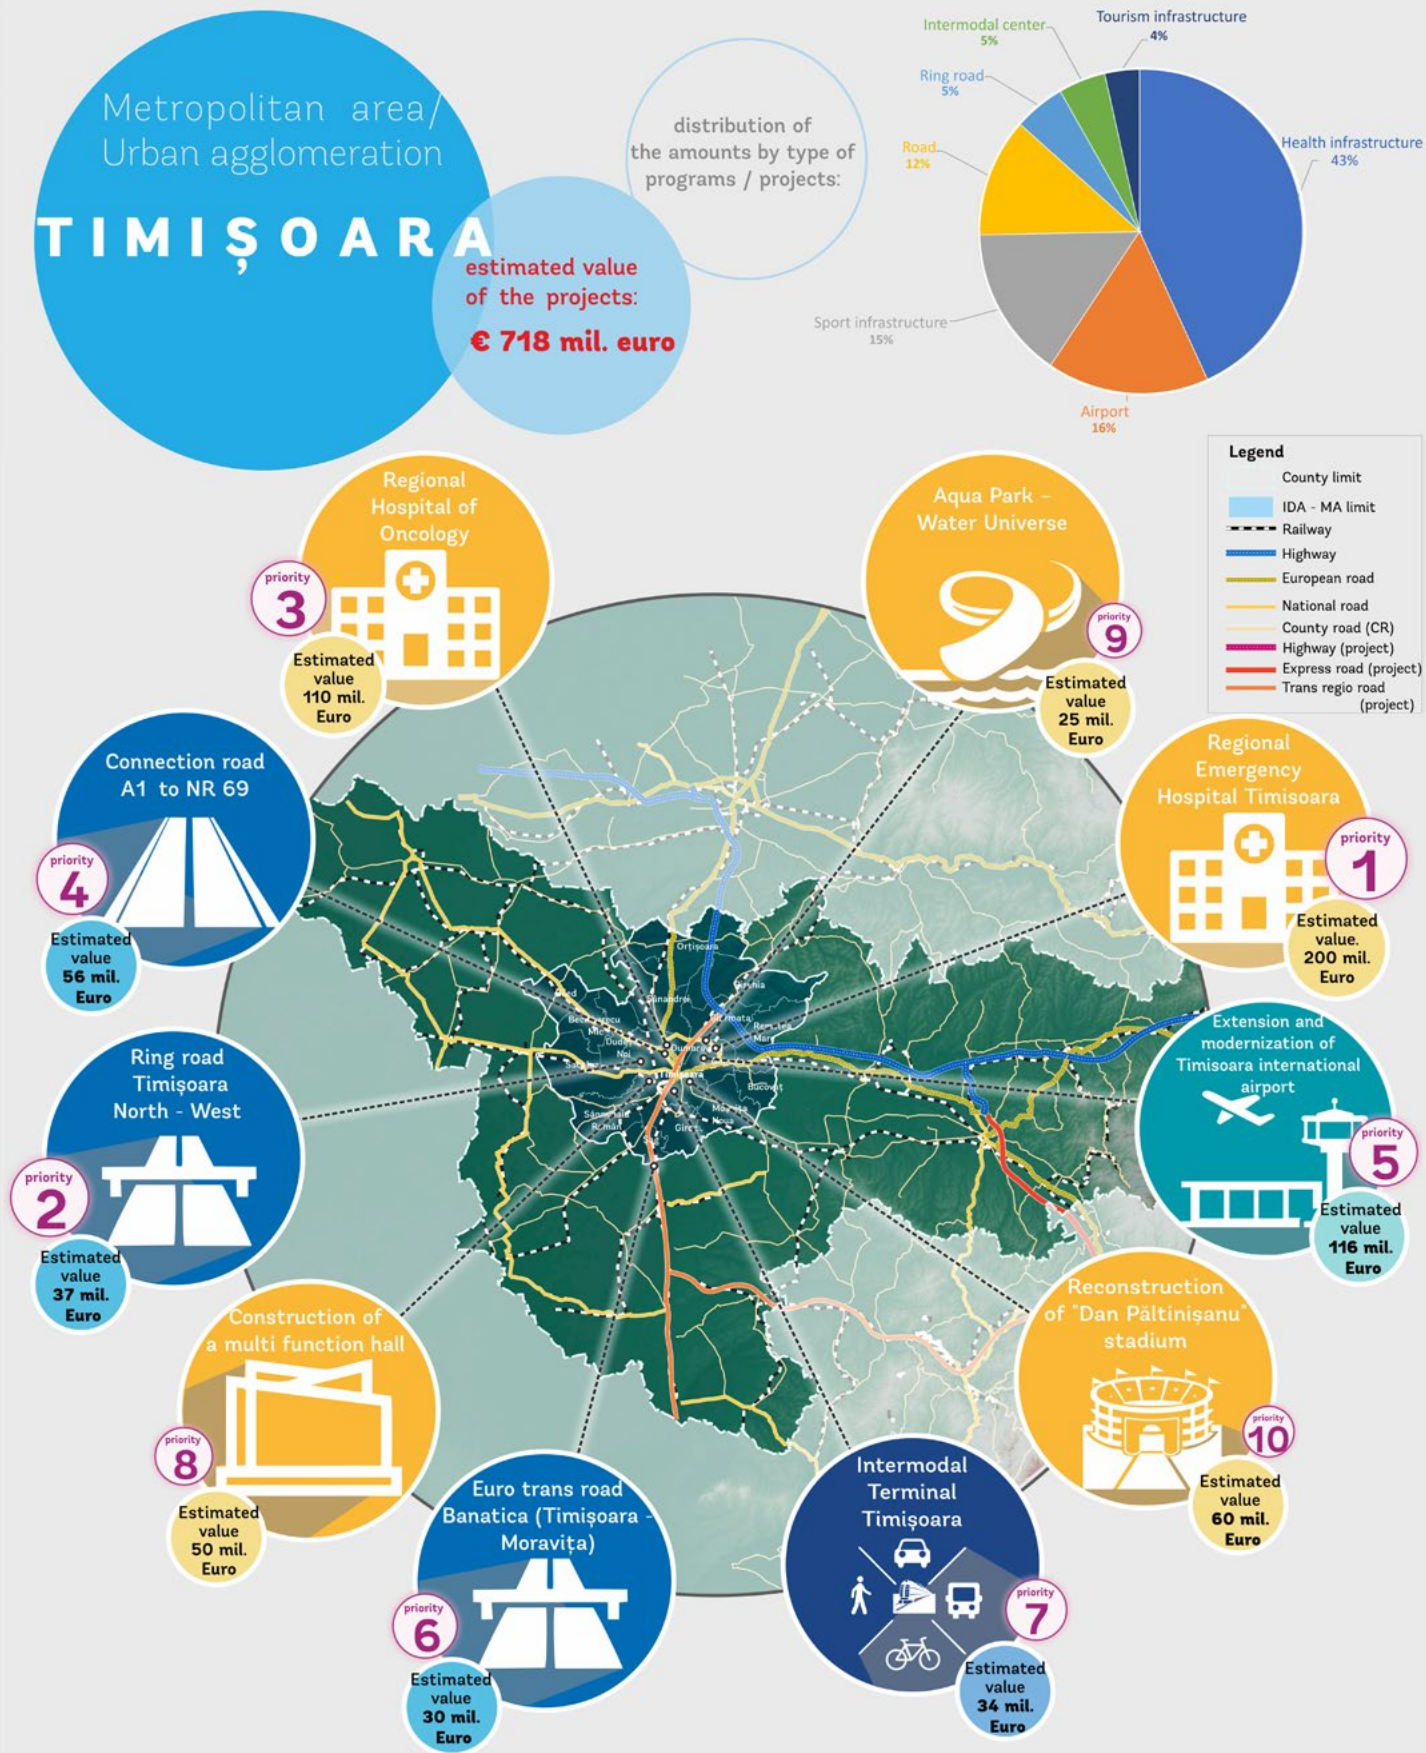 Metropolitan area/
Urban agglomeration
TIMIȘOARA
estimated value
of the projects:
€ 718 mil. euro
distribution of
the amounts by type of
programs / projects:
Intermodal center
5%
Tourism infrastructure
4%
Ring road
5%
Health infrastructure
43%
Road
12%
Sport infrastructure
15%
Airport
16%
Legend
County limit
IDA - MA limit
Railway
Highway
European road
National road
County road (CR)
Highway (project)
Express road (project)
Trans regio road
(project)
Regional
Hospital of
Oncology
priority
3
Estimated
value
110 mil.
Euro
Aqua Park –
Water Universe
priority
9
Estimated
value
25 mil.
Euro
Connection road
A1 to NR 69
priority
4
Estimated
value
56 mil.
Euro
Regional
Emergency
Hospital Timisoara
priority
1
Estimated
value.
200 mil.
Euro
Ring road
Timișoara
North - West
priority
2
Estimated
value
37 mil.
Euro
Extension and
modernization of
Timisoara international
airport
priority
5
Estimated
value
116 mil.
Euro
Orțișoara
Sânandrei
Timișoara
Bucovăț
Construction of
a multi function hall
priority
8
Estimated
value
50 mil.
Euro
Reconstruction
of "Dan Păltinișanu"
stadium
priority
10
Estimated
value
60 mil.
Euro
Euro trans road
Banatica (Timișoara -
Moravița)
priority
6
Estimated
value
30 mil.
Euro
Intermodal
Terminal
Timișoara
priority
7
Estimated
value
34 mil.
Euro